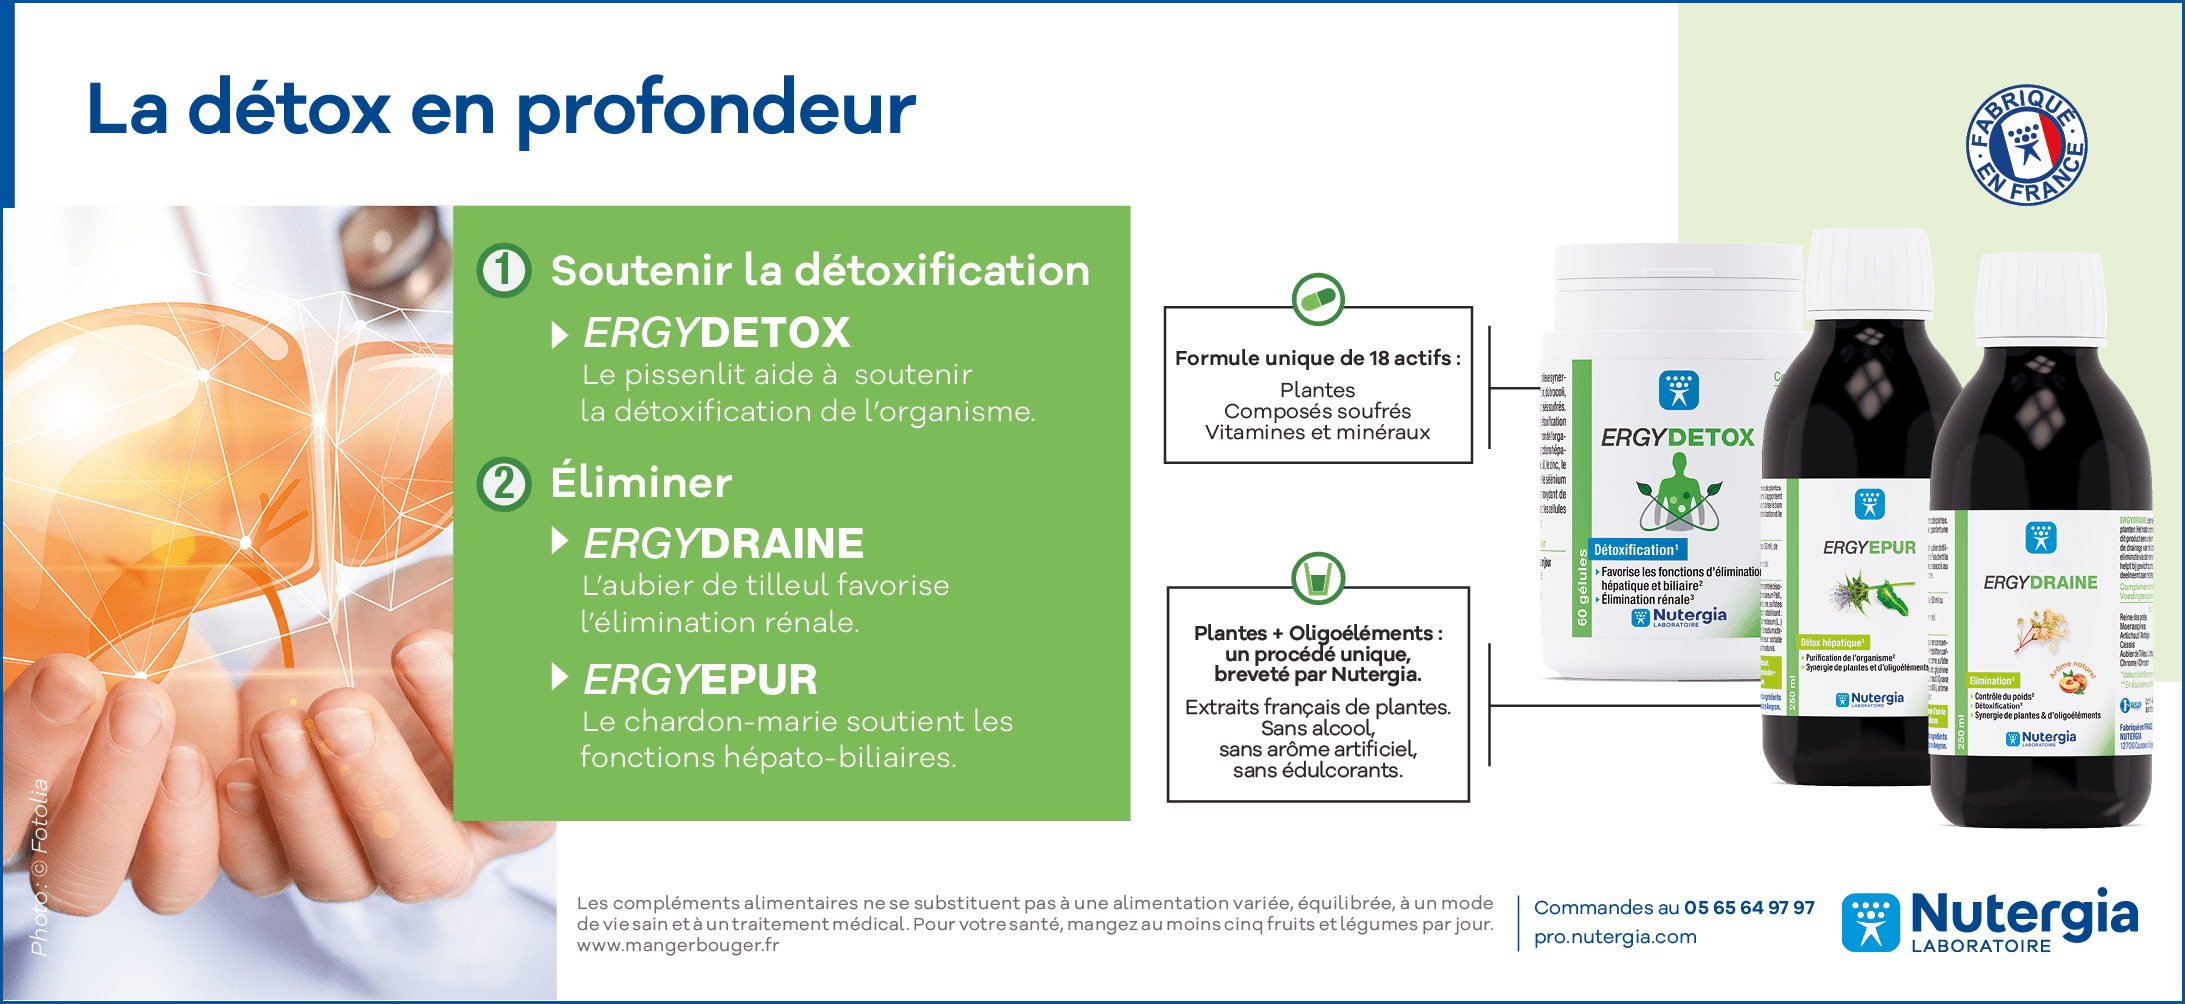 La détox en profondeur
FABRIQUÉ
EN FRANCE
1 Soutenir la détoxification
ERGYDETOX
Le pissenlit aide à soutenir
la détoxification de l'organisme.
2 Éliminer
ERGYDRAINE
L'aubier de tilleul favorise
l'élimination rénale.
ERGYEPUR
Le chardon-marie soutient les
fonctions hépato-biliaires.
Formule unique de 18 actifs :
Plantes
Composés soufrés
Vitamines et minéraux
Plantes + Oligoéléments :
un procédé unique,
breveté par Nutergia.
Extraits français de plantes.
Sans alcool,
sans arôme artificiel,
sans édulcorants.
ERGYDETOX
60 gélules
Détoxification¹
Favorise les fonctions d'éliminatio
hépatique et biliaire²
Élimination rénale³
Nutergia
LABORATOIRE
ERGYEPUR
Détox hépatique¹
Purification de l'organisme²
Synergie de plantes et d'oligoéléments
250 ml
Nutergia
LABORATOIRE
ERGYDRAINE
Arôme naturel
Elimination¹
Contrôle du poids²
Détoxification³
Synergie de plantes & d'oligoéléments
250 ml
Nutergia
LABORATOIRE
Reine des prés
Cassis
NUTERGIA
Photo : © Fotolia
Les compléments alimentaires ne se substituent pas à une alimentation variée, équilibrée, à un mode
de vie sain et à un traitement médical. Pour votre santé, mangez au moins cinq fruits et légumes par jour.
www.mangerbouger.fr
Commandes au 05 65 64 97 97
pro.nutergia.com
Nutergia
LABORATOIRE